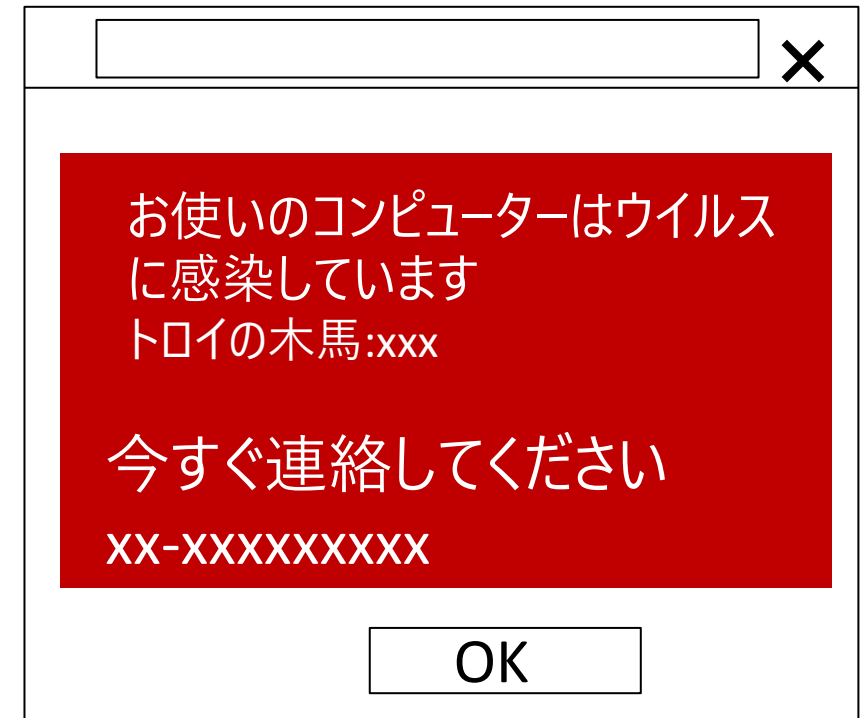 ×
お使いのコンピューターはウイルス
に感染しています
トロイの木馬:xxx
今すぐ連絡してください
xx-xxxxxxxxx
OK